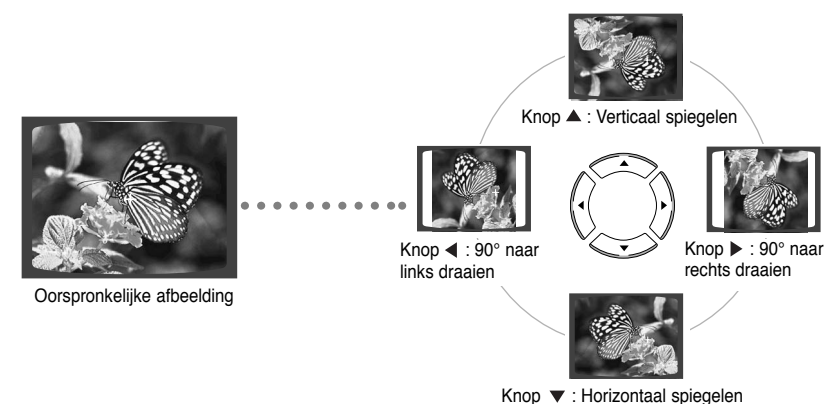 Knop ▲ : Verticaal spiegelen
Knop ◀ : 90° naar
links draaien
Knop ▶ : 90° naar
rechts draaien
Oorspronkelijke afbeelding
Knop ▼ : Horizontaal spiegelen